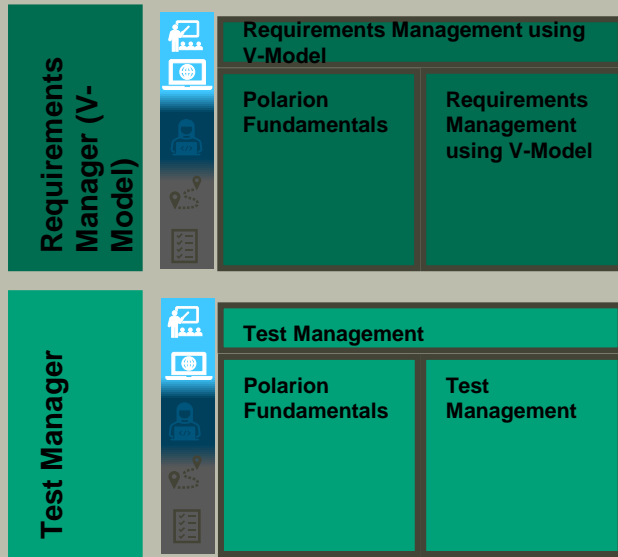 Requirements
Manager (V-
Model)
Requirements Management using
V-Model
Polarion
Fundamentals
Requirements
Management
using V-Model
Test Manager
Test Management
Polarion
Fundamentals
Test
Management